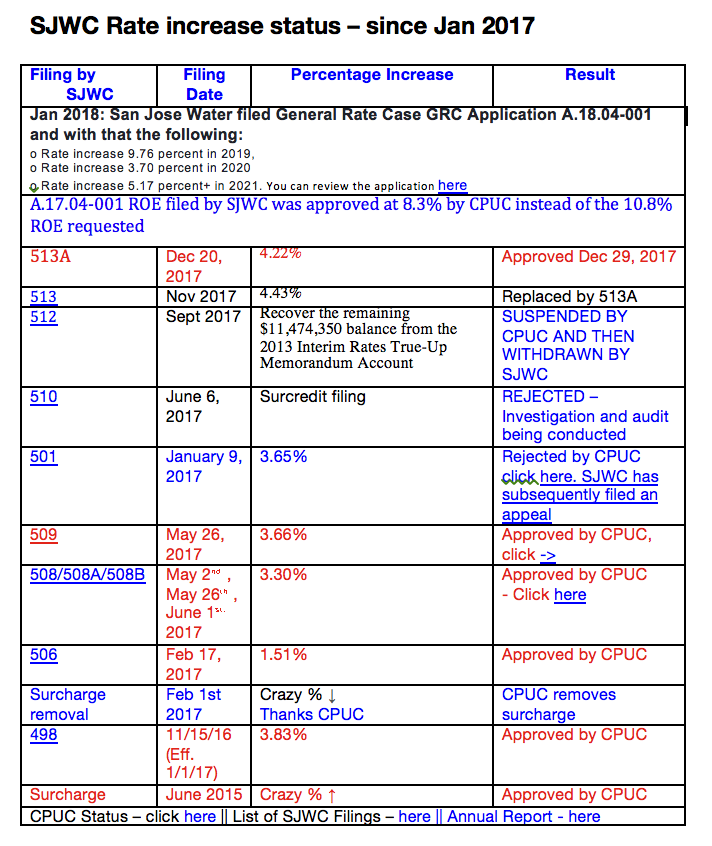 SJWC Rate increase status – since Jan 2017
Filing by SJWC
Filing Date
Percentage Increase
Result
Jan 2018: San Jose Water filed General Rate Case GRC Application A.18.04-001
and with that the following:
o Rate increase 9.76 percent in 2019,
o Rate increase 3.70 percent in 2020
o Rate increase 5.17 percent+ in 2021. You can review the application here
A.17.04-001 ROE filed by SJWC was approved at 8.3% by CPUC instead of the 10.8%
ROE requested
513A
Dec 20,
2017
4.22%
Approved Dec 29, 2017
513
Nov 2017
4.43%
Replaced by 513A
512
Sept 2017
Recover the remaining
$11,474,350 balance from the
2013 Interim Rates True-Up
Memorandum Account
SUSPENDED BY
CPUC AND THEN
WITHDRAWN BY
SJWC
510
June 6,
2017
Surcredit filing
REJECTED –
Investigation and audit
being conducted
501
January 9,
2017
3.65%
Rejected by CPUC
click here. SJWC has
subsequently filed an
appeal
509
May 26,
2017
3.66%
Approved by CPUC,
click ->
508/508A/508B
May 2nd ,
May 26th ,
June 1st.
2017
3.30%
Approved by CPUC
- Click here
506
Feb 17,
2017
1.51%
Approved by CPUC
Surcharge
removal
Feb 1st
2017
Crazy % ↓
Thanks CPUC
CPUC removes
surcharge
498
11/15/16
(Eff.
1/1/17)
3.83%
Approved by CPUC
Surcharge
June 2015
Crazy % ↑
Approved by CPUC
CPUC Status – click here || List of SJWC Filings – here || Annual Report - here